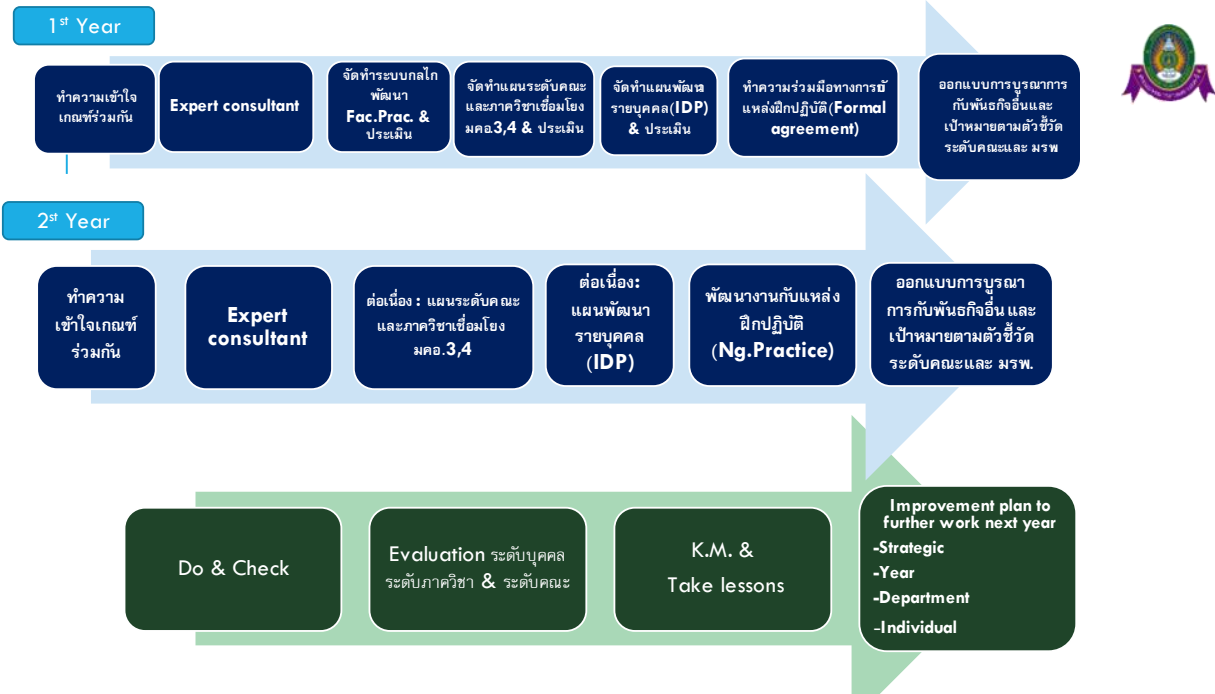 1st Year
ทำความเข้าใจ
เกณฑ์ร่วมกัน
Expert consultant
จัดทำระบบกลไก
พัฒนา
Fac.Prac. &
ประเมิน
จัดทำแผนระดับคณะ
และภาควิชาเชื่อมโยง
มคอ.3,4 & ประเมิน
จัดทำแผนพัฒนา
รายบุคคล(IDP)
& ประเมิน
ทำความร่วมมือทางการกับ
แหล่งฝึกปฏิบัติ(Formal
agreement)
ออกแบบการบูรณาการ
กับพันธกิจอื่นและ
เป้าหมายตามตัวชี้วัด
ระดับคณะและ มรพ
2st Year
ทำความ
เข้าใจเกณฑ์
ร่วมกัน
Expert
consultant
ต่อเนื่อง : แผนระดับคณะ
และภาควิชาเชื่อมโยง
มคอ.3,4
ต่อเนื่อง:
แผนพัฒนา
รายบุคคล
(IDP)
พัฒนางานกับแหล่ง
ฝึกปฏิบัติ
(Ng.Practice)
ออกแบบการบูรณา
การกับพันธกิจอื่น และ
เป้าหมายตามตัวชี้วัด
ระดับคณะและ มรพ.
Do & Check
Evaluation ระดับบุคคล
ระดับภาควิชา & ระดับคณะ
K.M. &
Take lessons
Improvement plan to
further work next year
-Strategic
-Year
-Department
-Individual